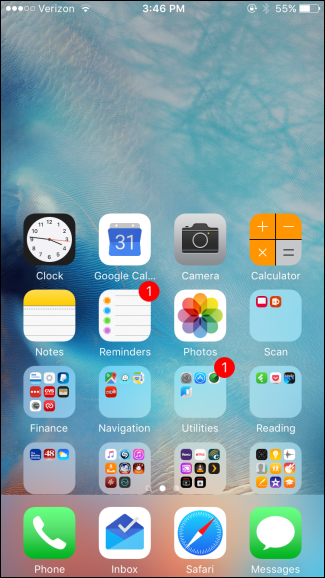 Verizon 3:46 PM 55%
31
Clock Google Cal... Camera Calculator
1
Notes Reminders Photos Scan
1
Finance Navigation Utilities Reading
Phone Inbox Safari Messages